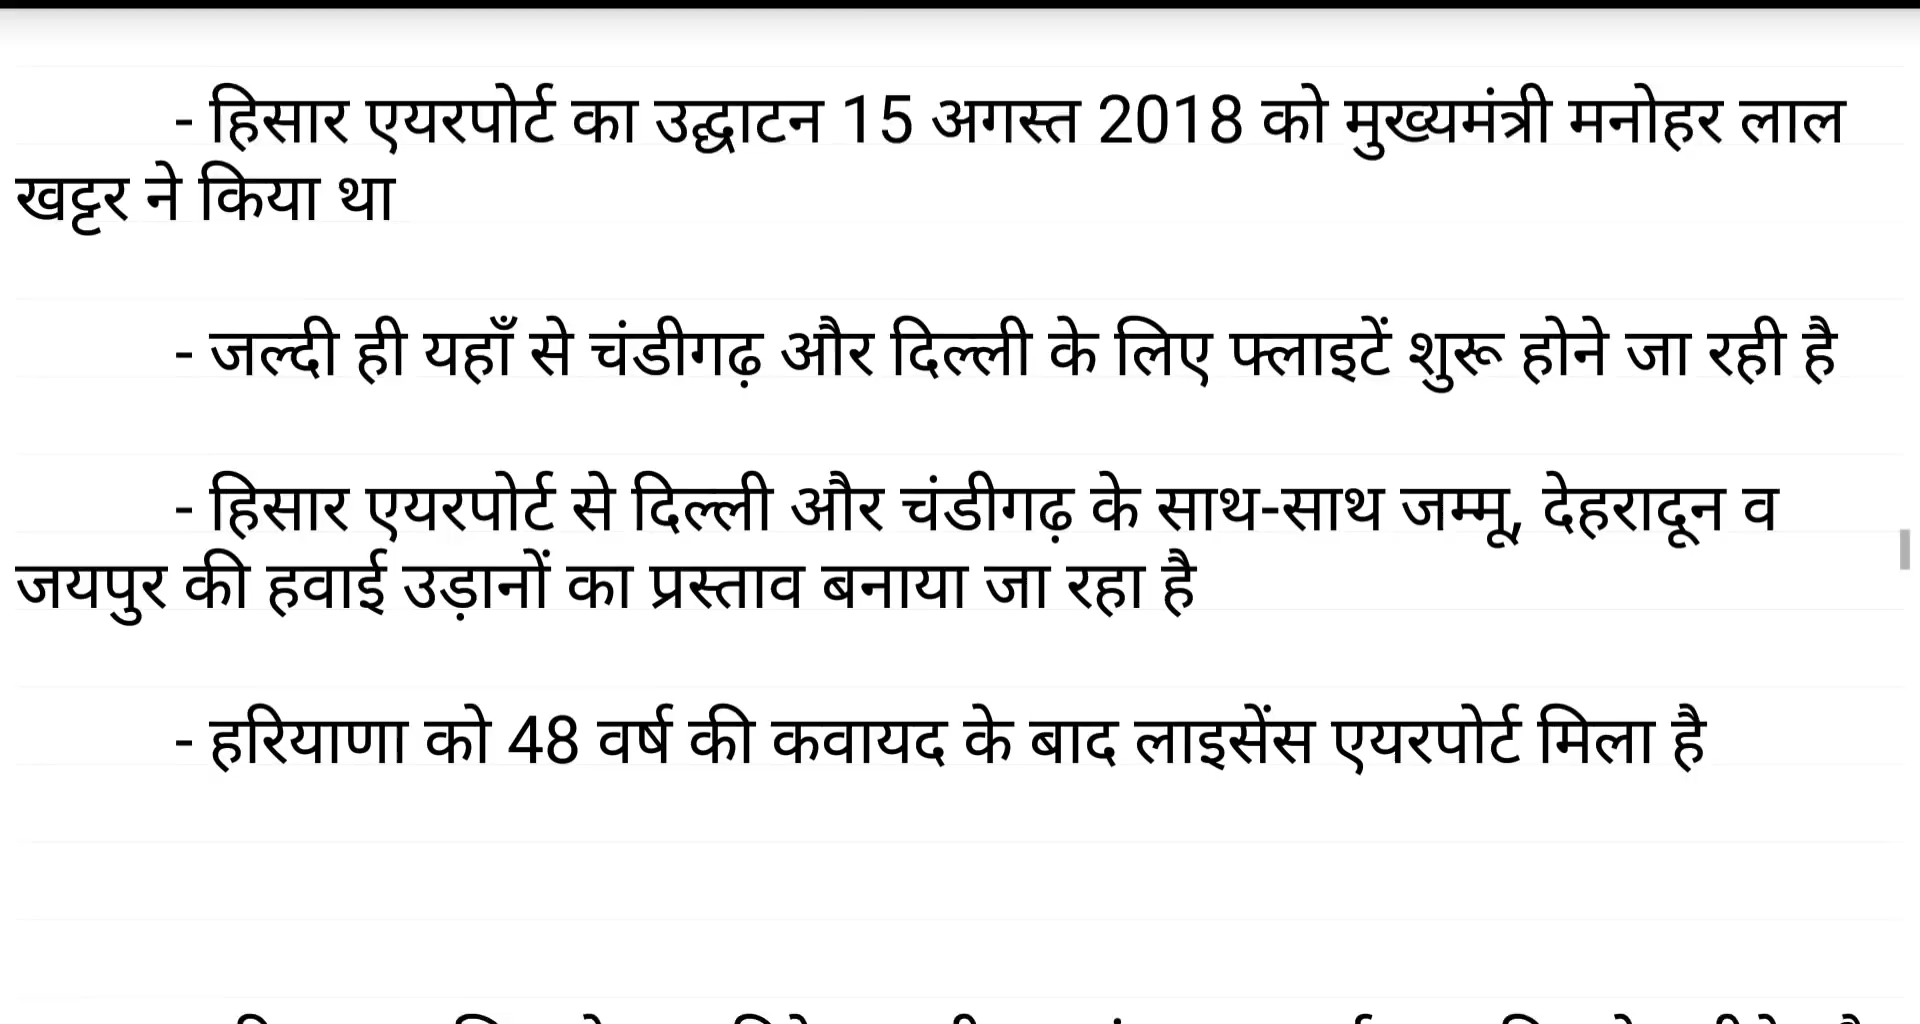 - हिसार एयरपोर्ट का उद्घाटन 15 अगस्त 2018 को मुख्यमंत्री मनोहर लाल
खट्टर ने किया था
- जल्दी ही यहाँ से चंडीगढ़ और दिल्ली के लिए फ्लाइटें शुरू होने जा रही है
- हिसार एयरपोर्ट से दिल्ली और चंडीगढ़ के साथ-साथ जम्मू, देहरादून व
जयपुर की हवाई उड़ानों का प्रस्ताव बनाया जा रहा है
- हरियाणा को 48 वर्ष की कवायद के बाद लाइसेंस एयरपोर्ट मिला है